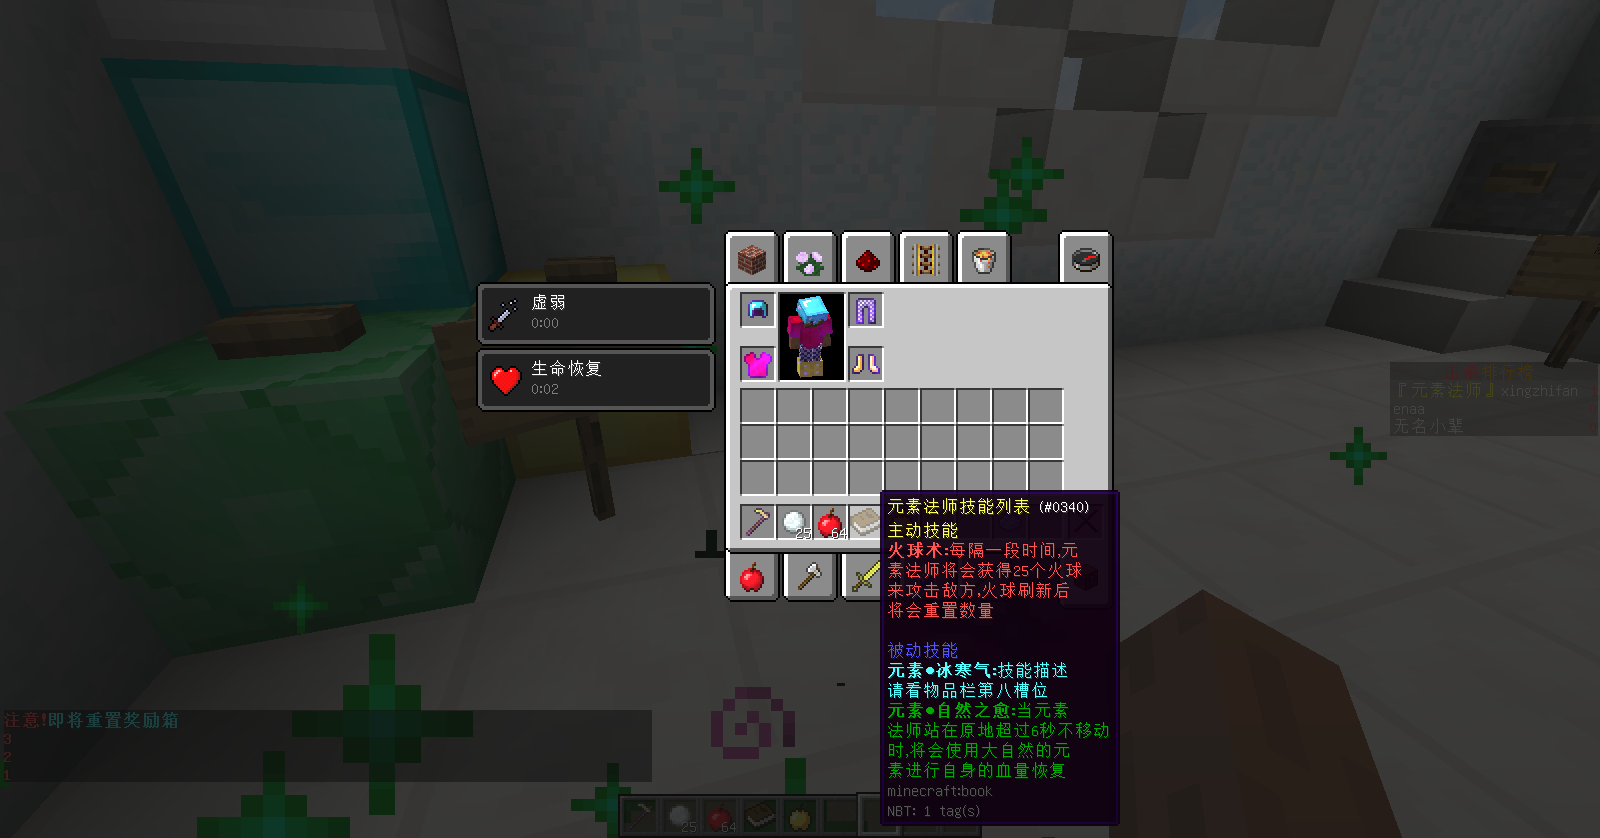 虚弱
0:00
生命恢复
0:02
『元素法师』xingzhifan
enaa
无名小辈
25
64
元素法师技能列表 (#0340)
主动技能
火球术:每隔一段时间,元
素法师将会获得25个火球
来攻击敌方,火球刷新后
将会重置数量
被动技能
元素●冰寒气:技能描述
请看物品栏第八槽位
元素●自然之愈:当元素
法师站在原地超过6秒不移动
时,将会使用大自然的元
素进行自身的血量恢复
minecraft:book
NBT: 1 tag(s)
注意!即将重置奖励箱
3
2
1
25
64